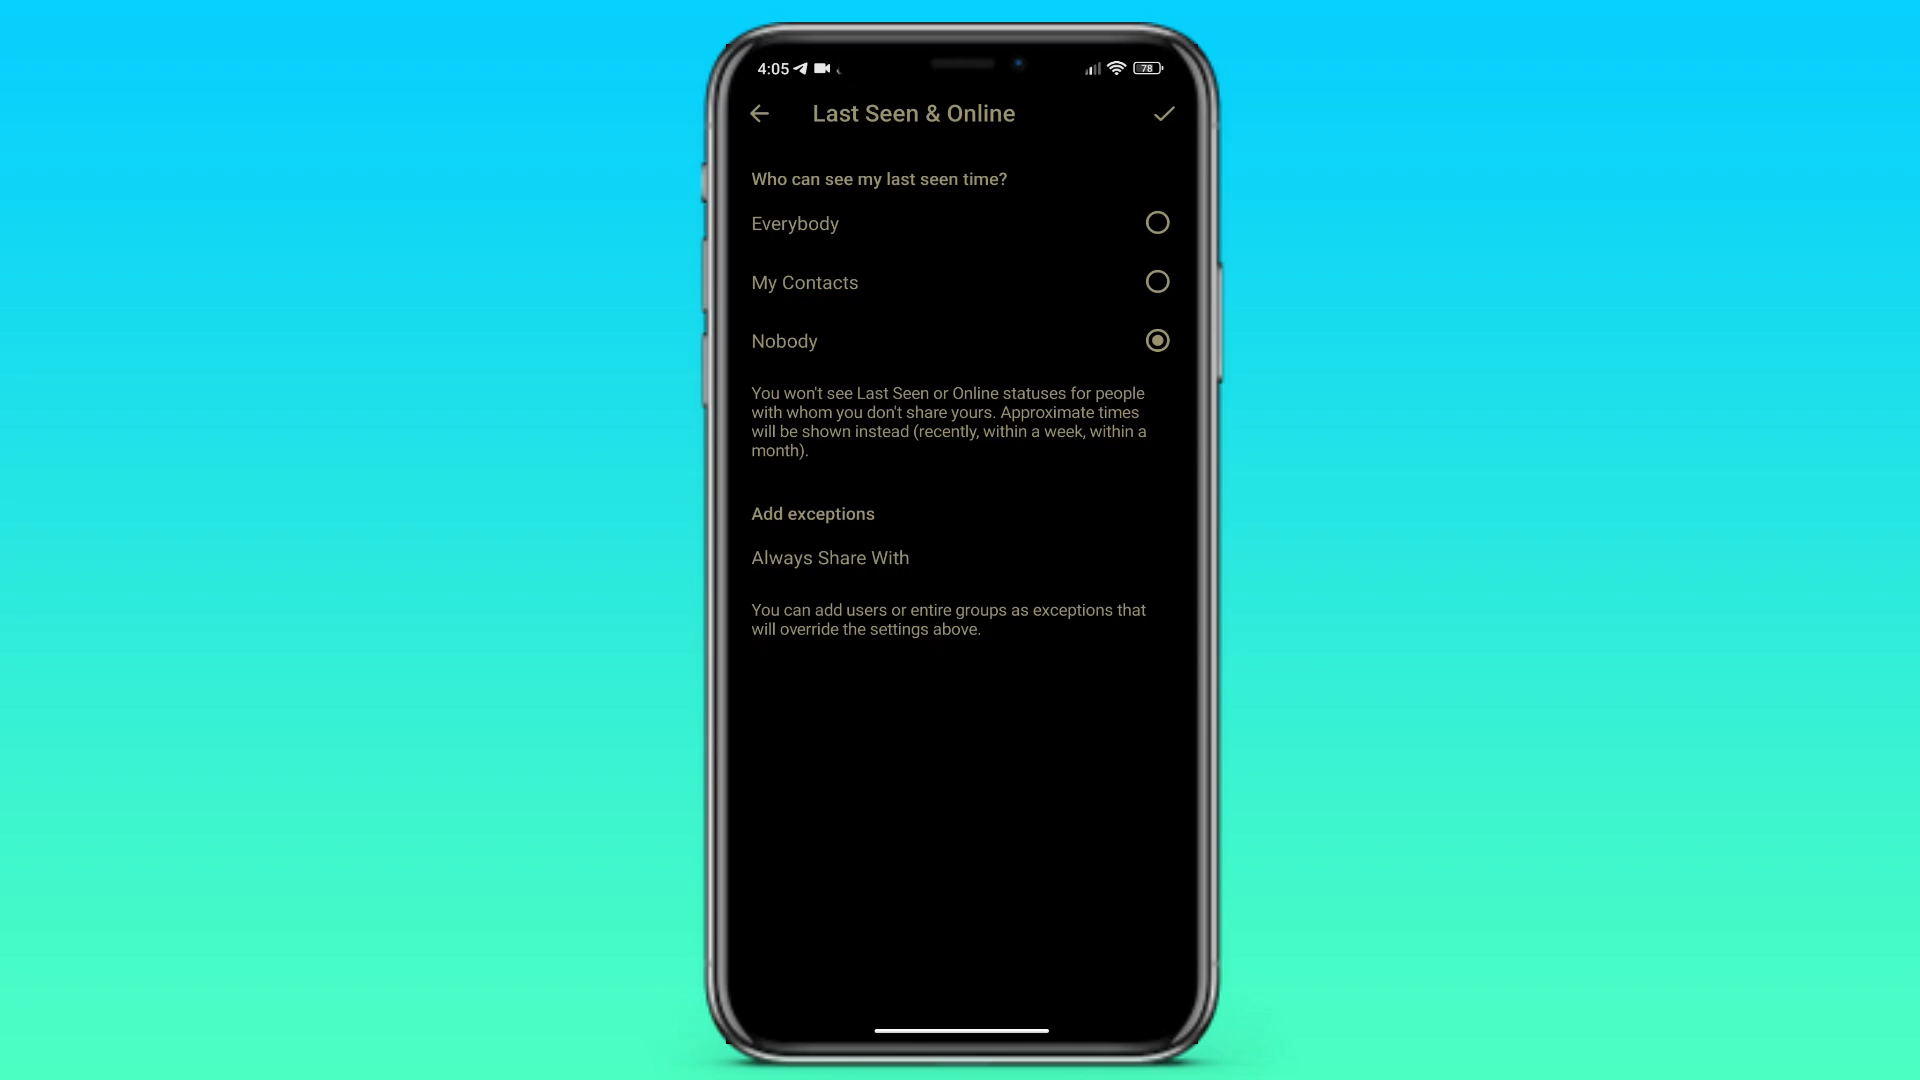 4:05
78
Last Seen & Online
Who can see my last seen time?
Everybody
My Contacts
Nobody
You won't see Last Seen or Online statuses for people
with whom you don't share yours. Approximate times
will be shown instead (recently, within a week, within a
month).
Add exceptions
Always Share With
You can add users or entire groups as exceptions that
will override the settings above.